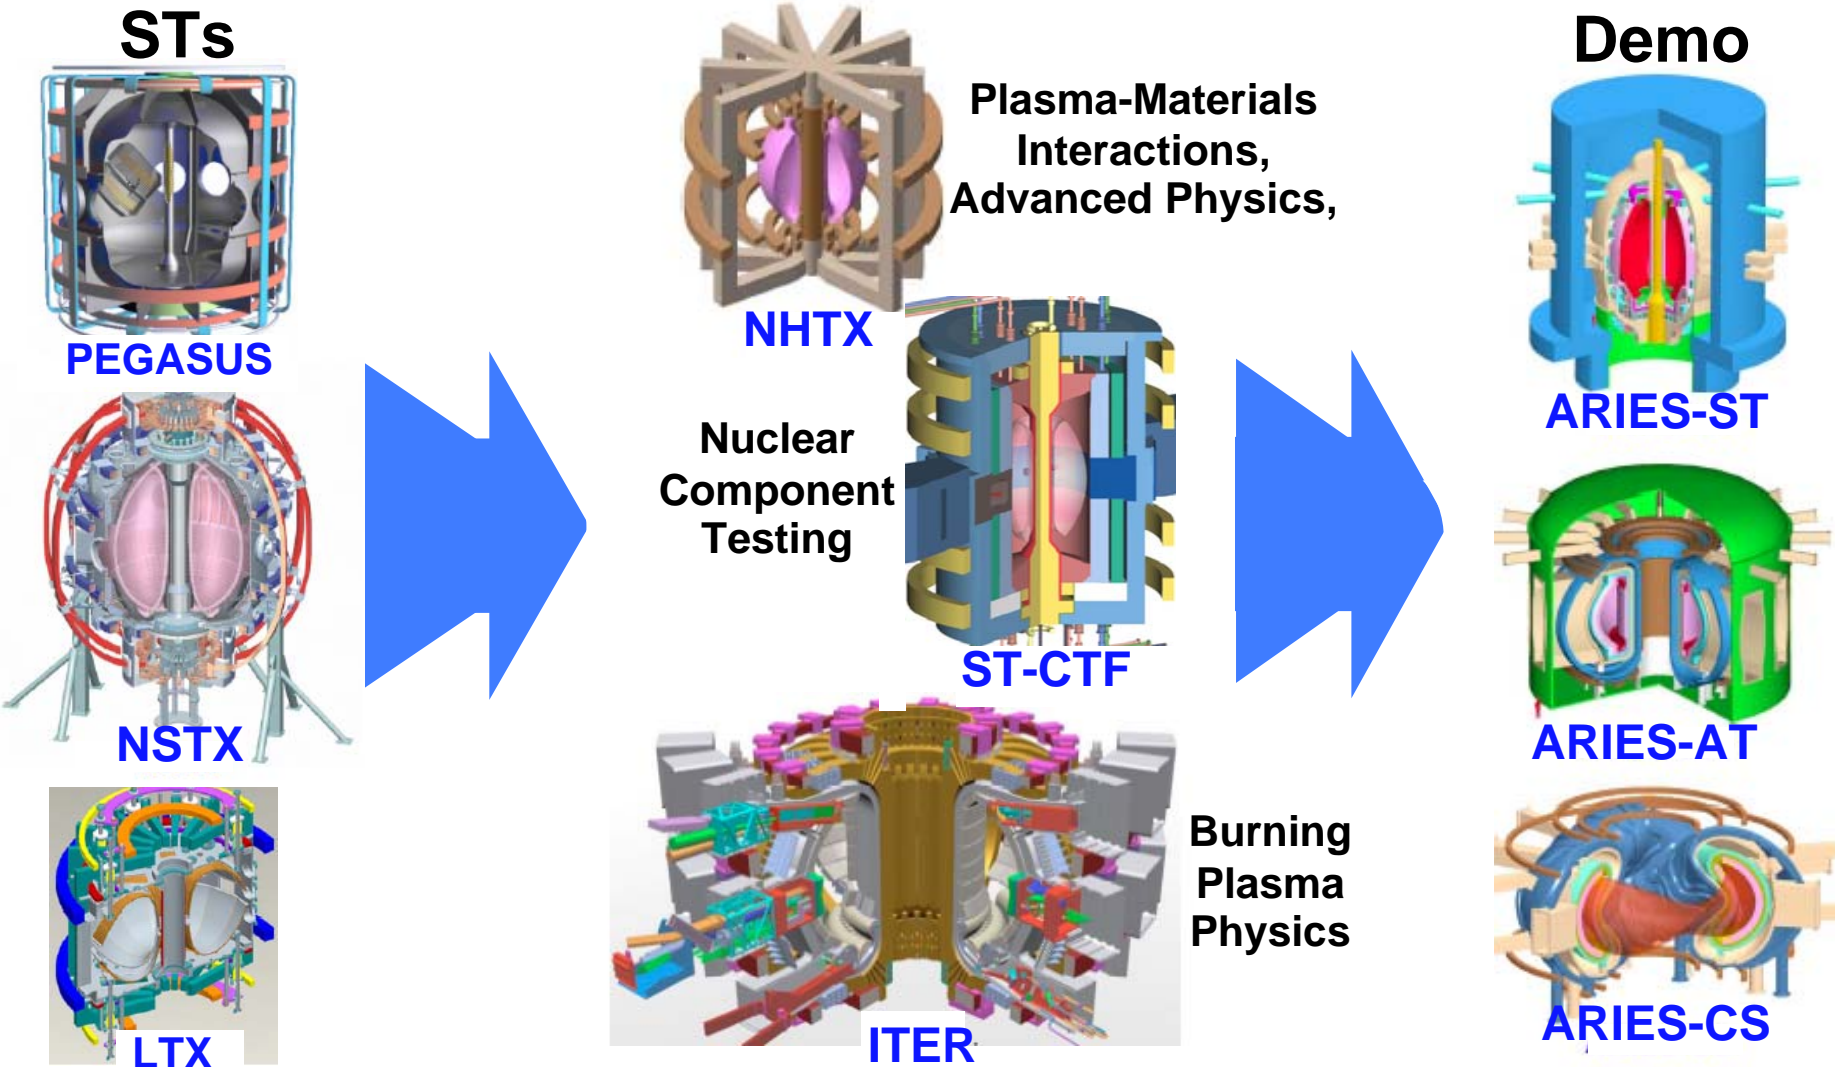 STs
PEGASUS
NSTX
LTX
NHTX
Plasma-Materials
Interactions,
Advanced Physics,
Nuclear
Component
Testing
ST-CTF
ITER
Burning
Plasma
Physics
Demo
ARIES-ST
ARIES-AT
ARIES-CS